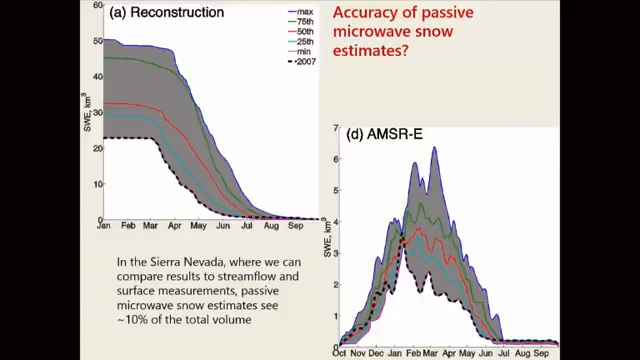 (a) Reconstruction
max
75th
50th
25th
min
2007
60
50
40
30
20
10
0
SWE, km³
Jan Feb Mar Apr May Jun Jul Aug Sep
Accuracy of passive
microwave snow
estimates?
(d) AMSR-E
7
6
5
4
3
2
1
0
SWE, km³
Oct Nov Dec Jan Feb Mar Apr May Jun Jul Aug Sep
In the Sierra Nevada, where we can
compare results to streamflow and
surface measurements, passive
microwave snow estimates see
~10% of the total volume